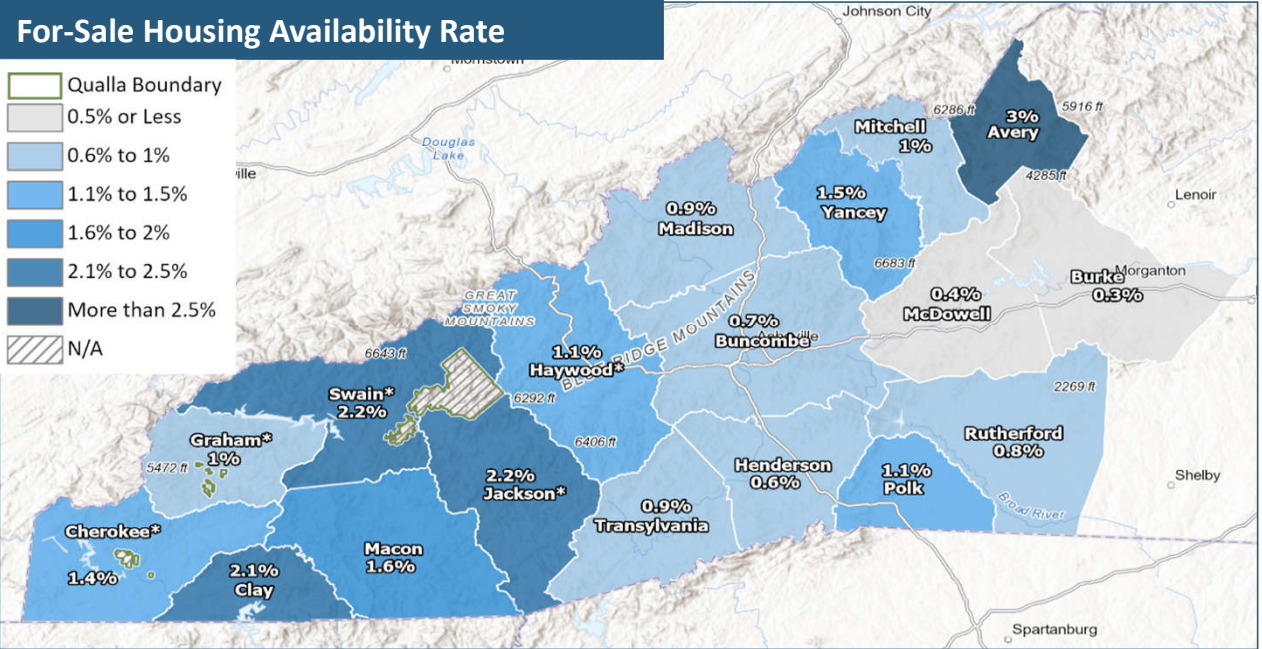 For-Sale Housing Availability Rate
Qualla Boundary
0.5% or Less
0.6% to 1%
1.1% to 1.5%
1.6% to 2%
2.1% to 2.5%
More than 2.5%
N/A
Johnson City
Douglas
Lake
ville
6286 ft
3%
Avery
5916 ft
4285 ft
Mitchell
1%
Lenoir
1.5%
Yancey
6683 ft
0.9%
Madison
GREAT
SMOKY
MOUNTAINS
BLUE RIDGE MOUNTAINS
0.7%
Buncombe
0.4%
McDowell
Burke
0.3%
Morganton
6643 ft
1.1%
Haywood*
6292 ft
6406 ft
2269 ft
Swain*
2.2%
Graham*
1%
5472 ft
2.2%
Jackson*
Henderson
0.6%
1.1%
Polk
Rutherford
0.8%
Broad River
Shelby
0.9%
Transylvania
Cherokee*
1.4%
2.1%
Clay
Macon
1.6%
Spartanburg